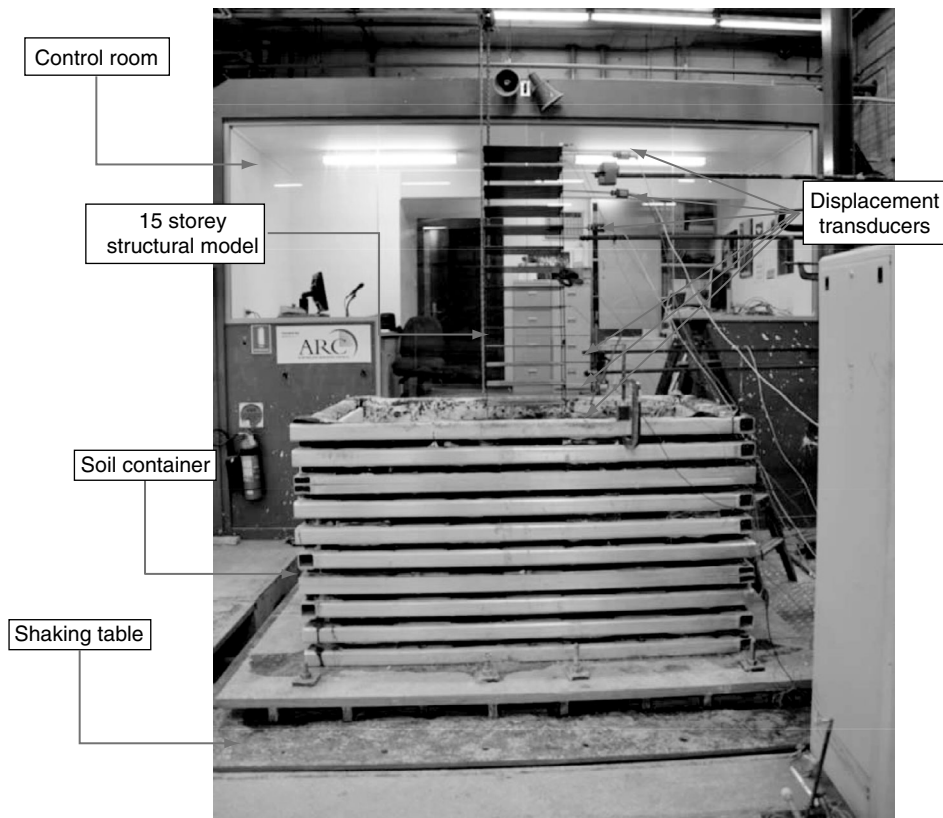 Control room
15 storey
structural model
Displacement
transducers
ARC
Soil container
Shaking table